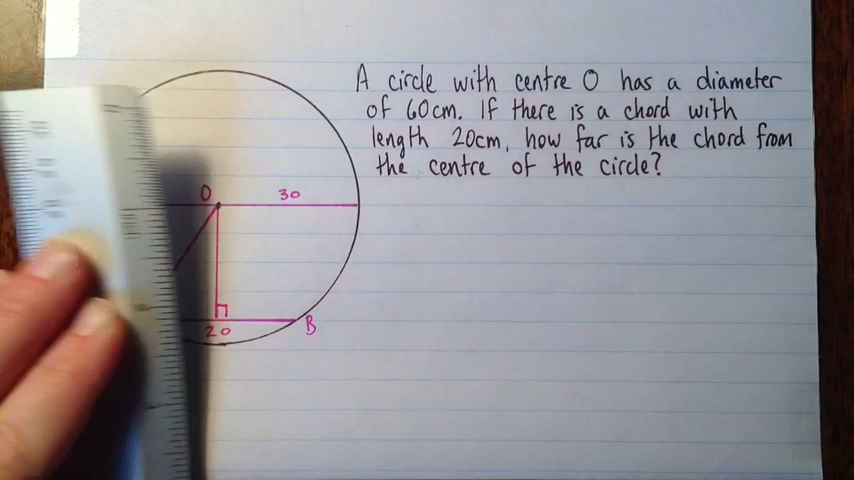 A circle with centre O has a diameter
of 60cm. If there is a chord with
length 20cm, how far is the chord from
the centre of the circle?
O 30
20 B